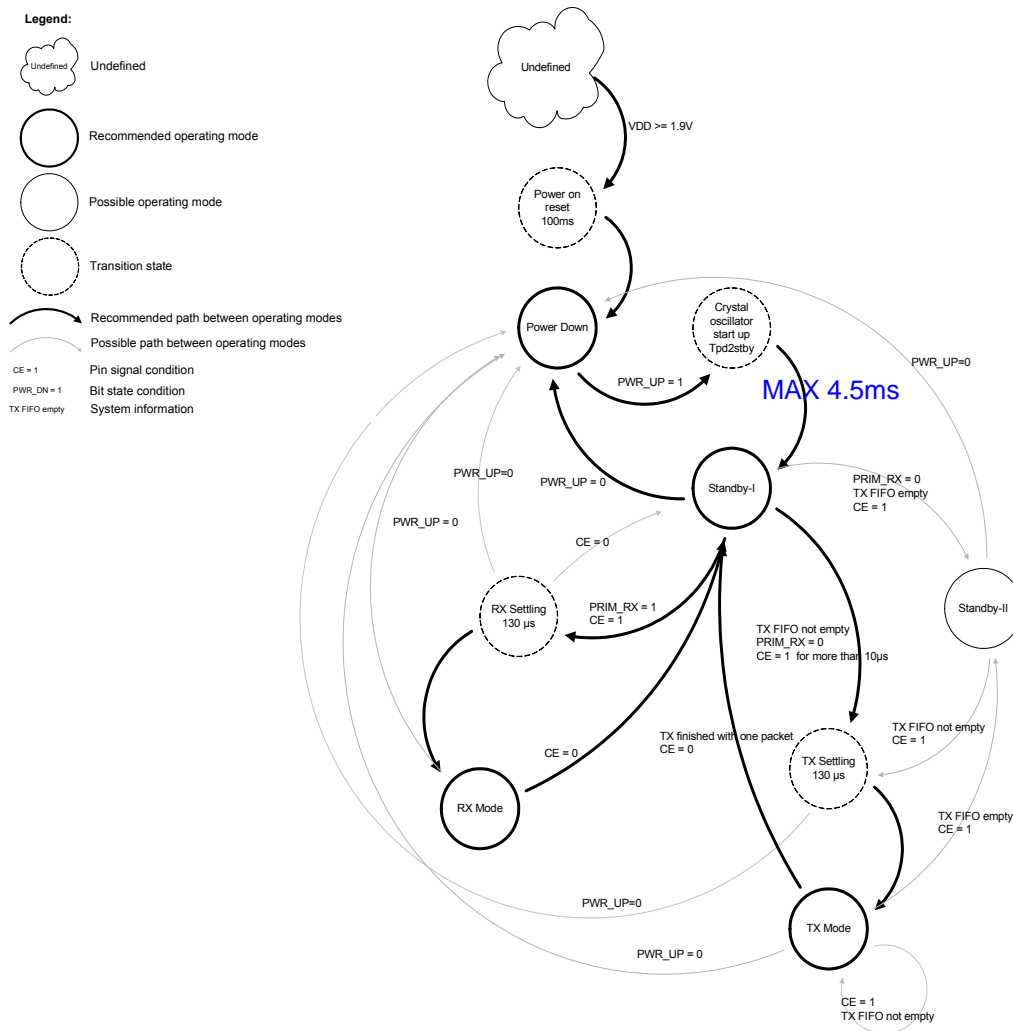 Legend:
Undefined
Undefined
Recommended operating mode
Possible operating mode
Transition state
Recommended path between operating modes
Possible path between operating modes
CE = 1
Pin signal condition
PWR_DN = 1
Bit state condition
TX FIFO empty
System information
Undefined
VDD >= 1.9V
Power on
reset
100ms
Power Down
Crystal
oscillator
start up
Tpd2stby
PWR_UP=0
PWR_UP = 1
MAX 4.5ms
PWR_UP=0
PWR_UP = 0
Standby-I
PRIM_RX = 0
TX FIFO empty
CE = 1
PWR_UP = 0
CE = 0
RX Settling
130 µs
PRIM_RX = 1
CE = 1
Standby-II
TX FIFO not empty
PRIM_RX = 0
CE = 1 for more than 10µs
TX FIFO not empty
CE = 1
TX finished with one packet
CE = 0
CE = 0
TX Settling
130 µs
RX Mode
TX FIFO empty
CE = 1
PWR_UP=0
TX Mode
PWR_UP = 0
CE = 1
TX FIFO not empty